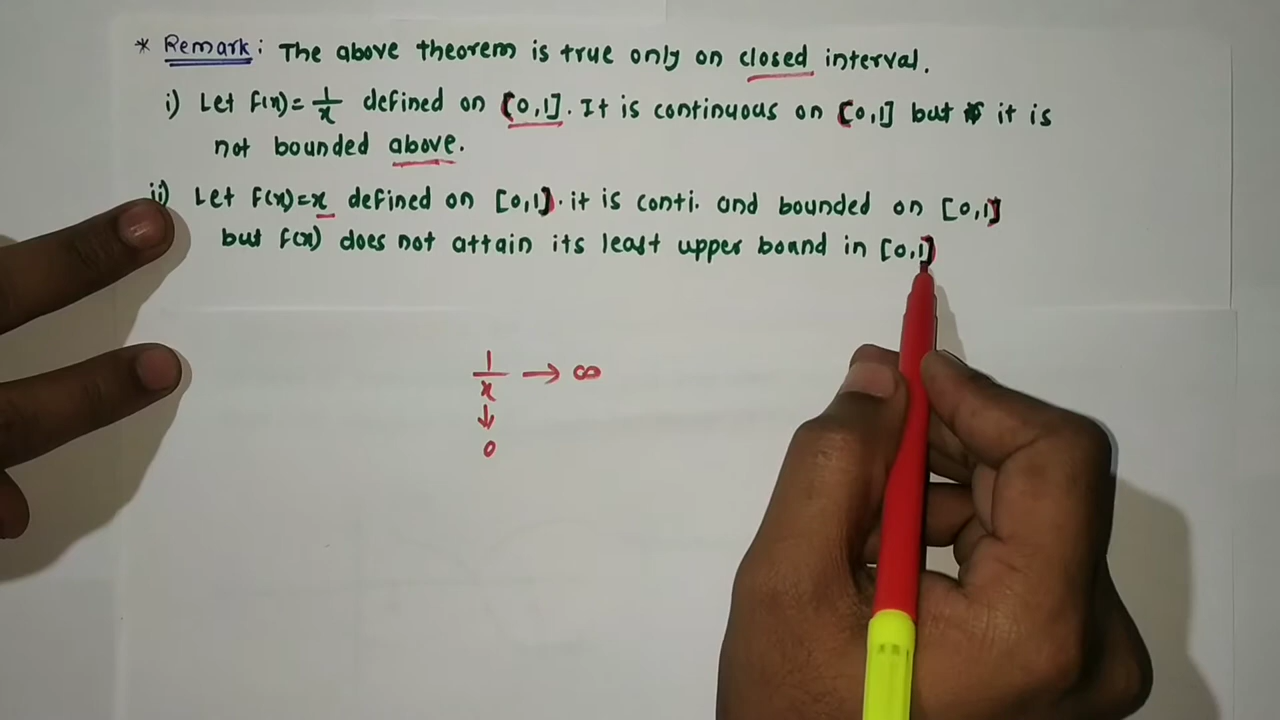 * Remark: The above theorem is true only on closed interval.
i) Let f(x)= 1/x defined on (0,1]. It is continuous on (0,1] but it is
not bounded above.
ii) Let f(x)=x defined on [0,1). it is conti. and bounded on [0,1)
but f(x) does not attain its least upper bound in [0,1)
1/x → ∞
↓
0